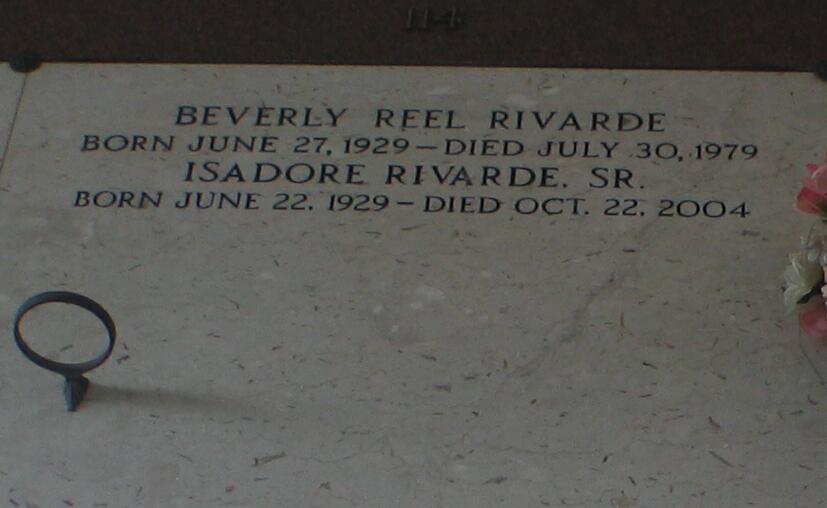 114
BEVERLY REEL RIVARDE
BORN JUNE 27, 1929 – DIED JULY 30, 1979
ISADORE RIVARDE. SR.
BORN JUNE 22. 1929 – DIED OCT. 22. 2004